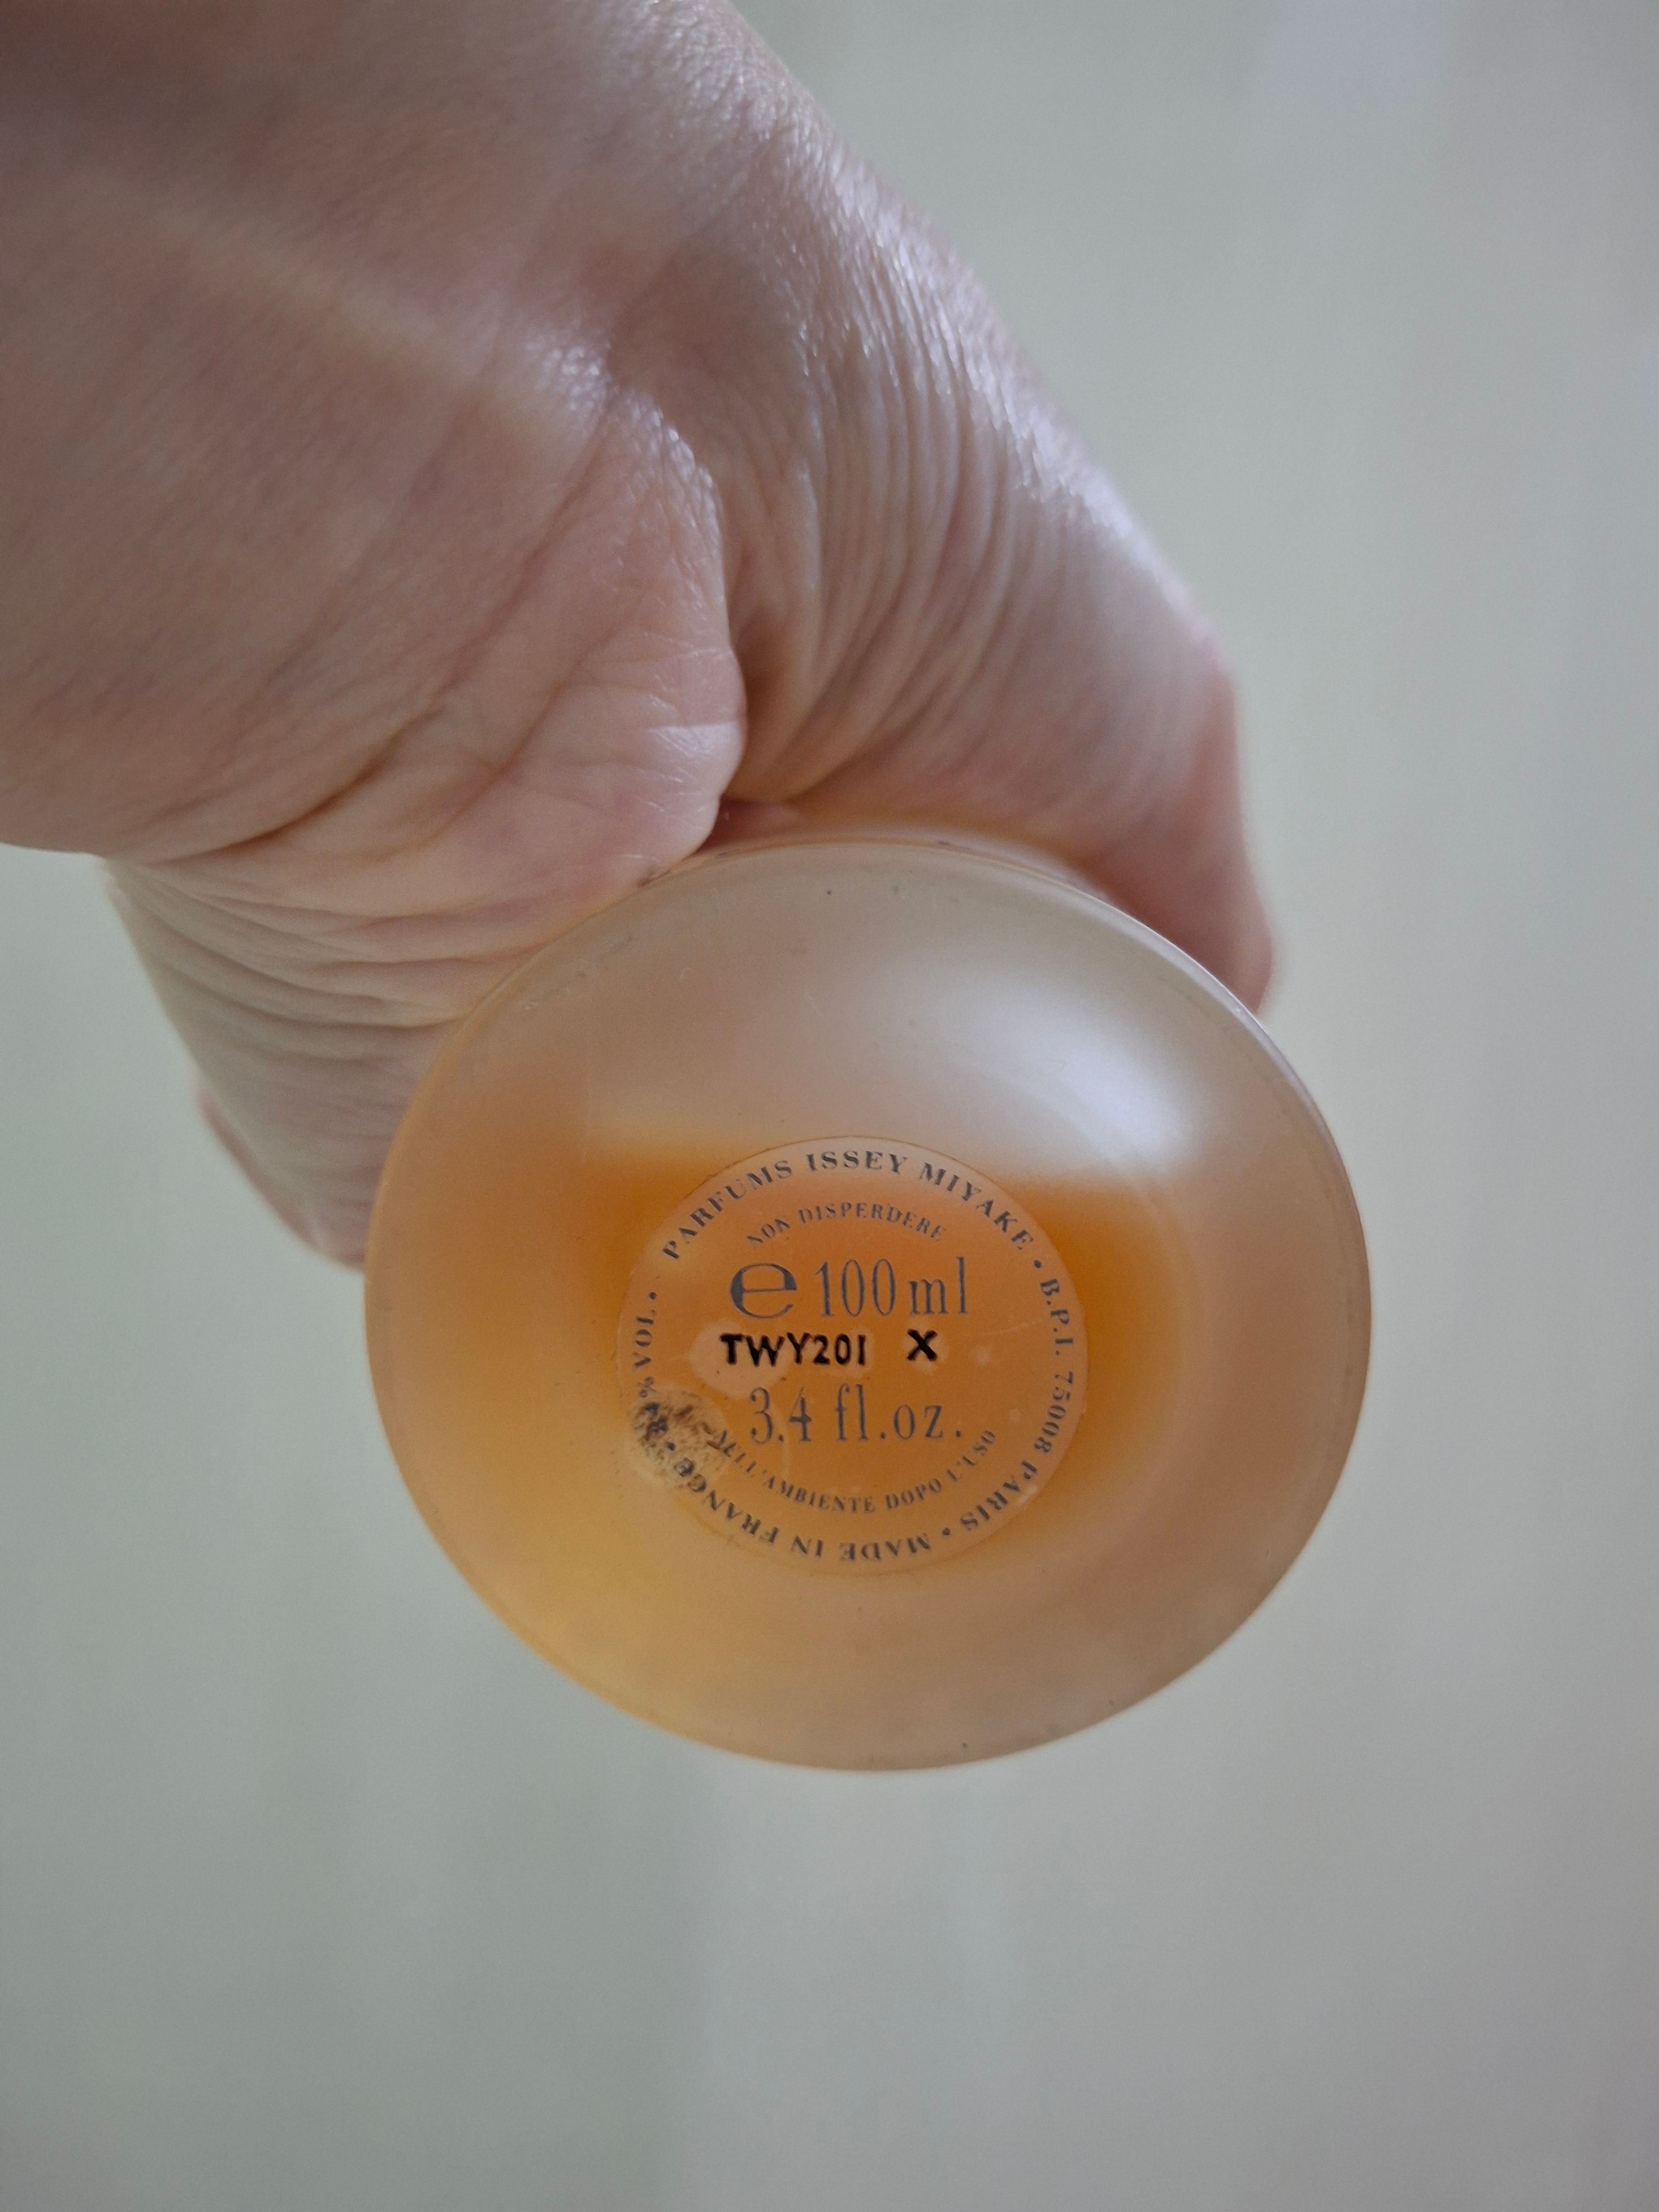 PARFUMS ISSEY MIYAKE • B.P.I. 75008 PARIS • MADE IN FRANCE • % VOL •
NON DISPERDERE
e 100 ml
TWY201 X
3.4 fl.oz.
NELL'AMBIENTE DOPO L'USO